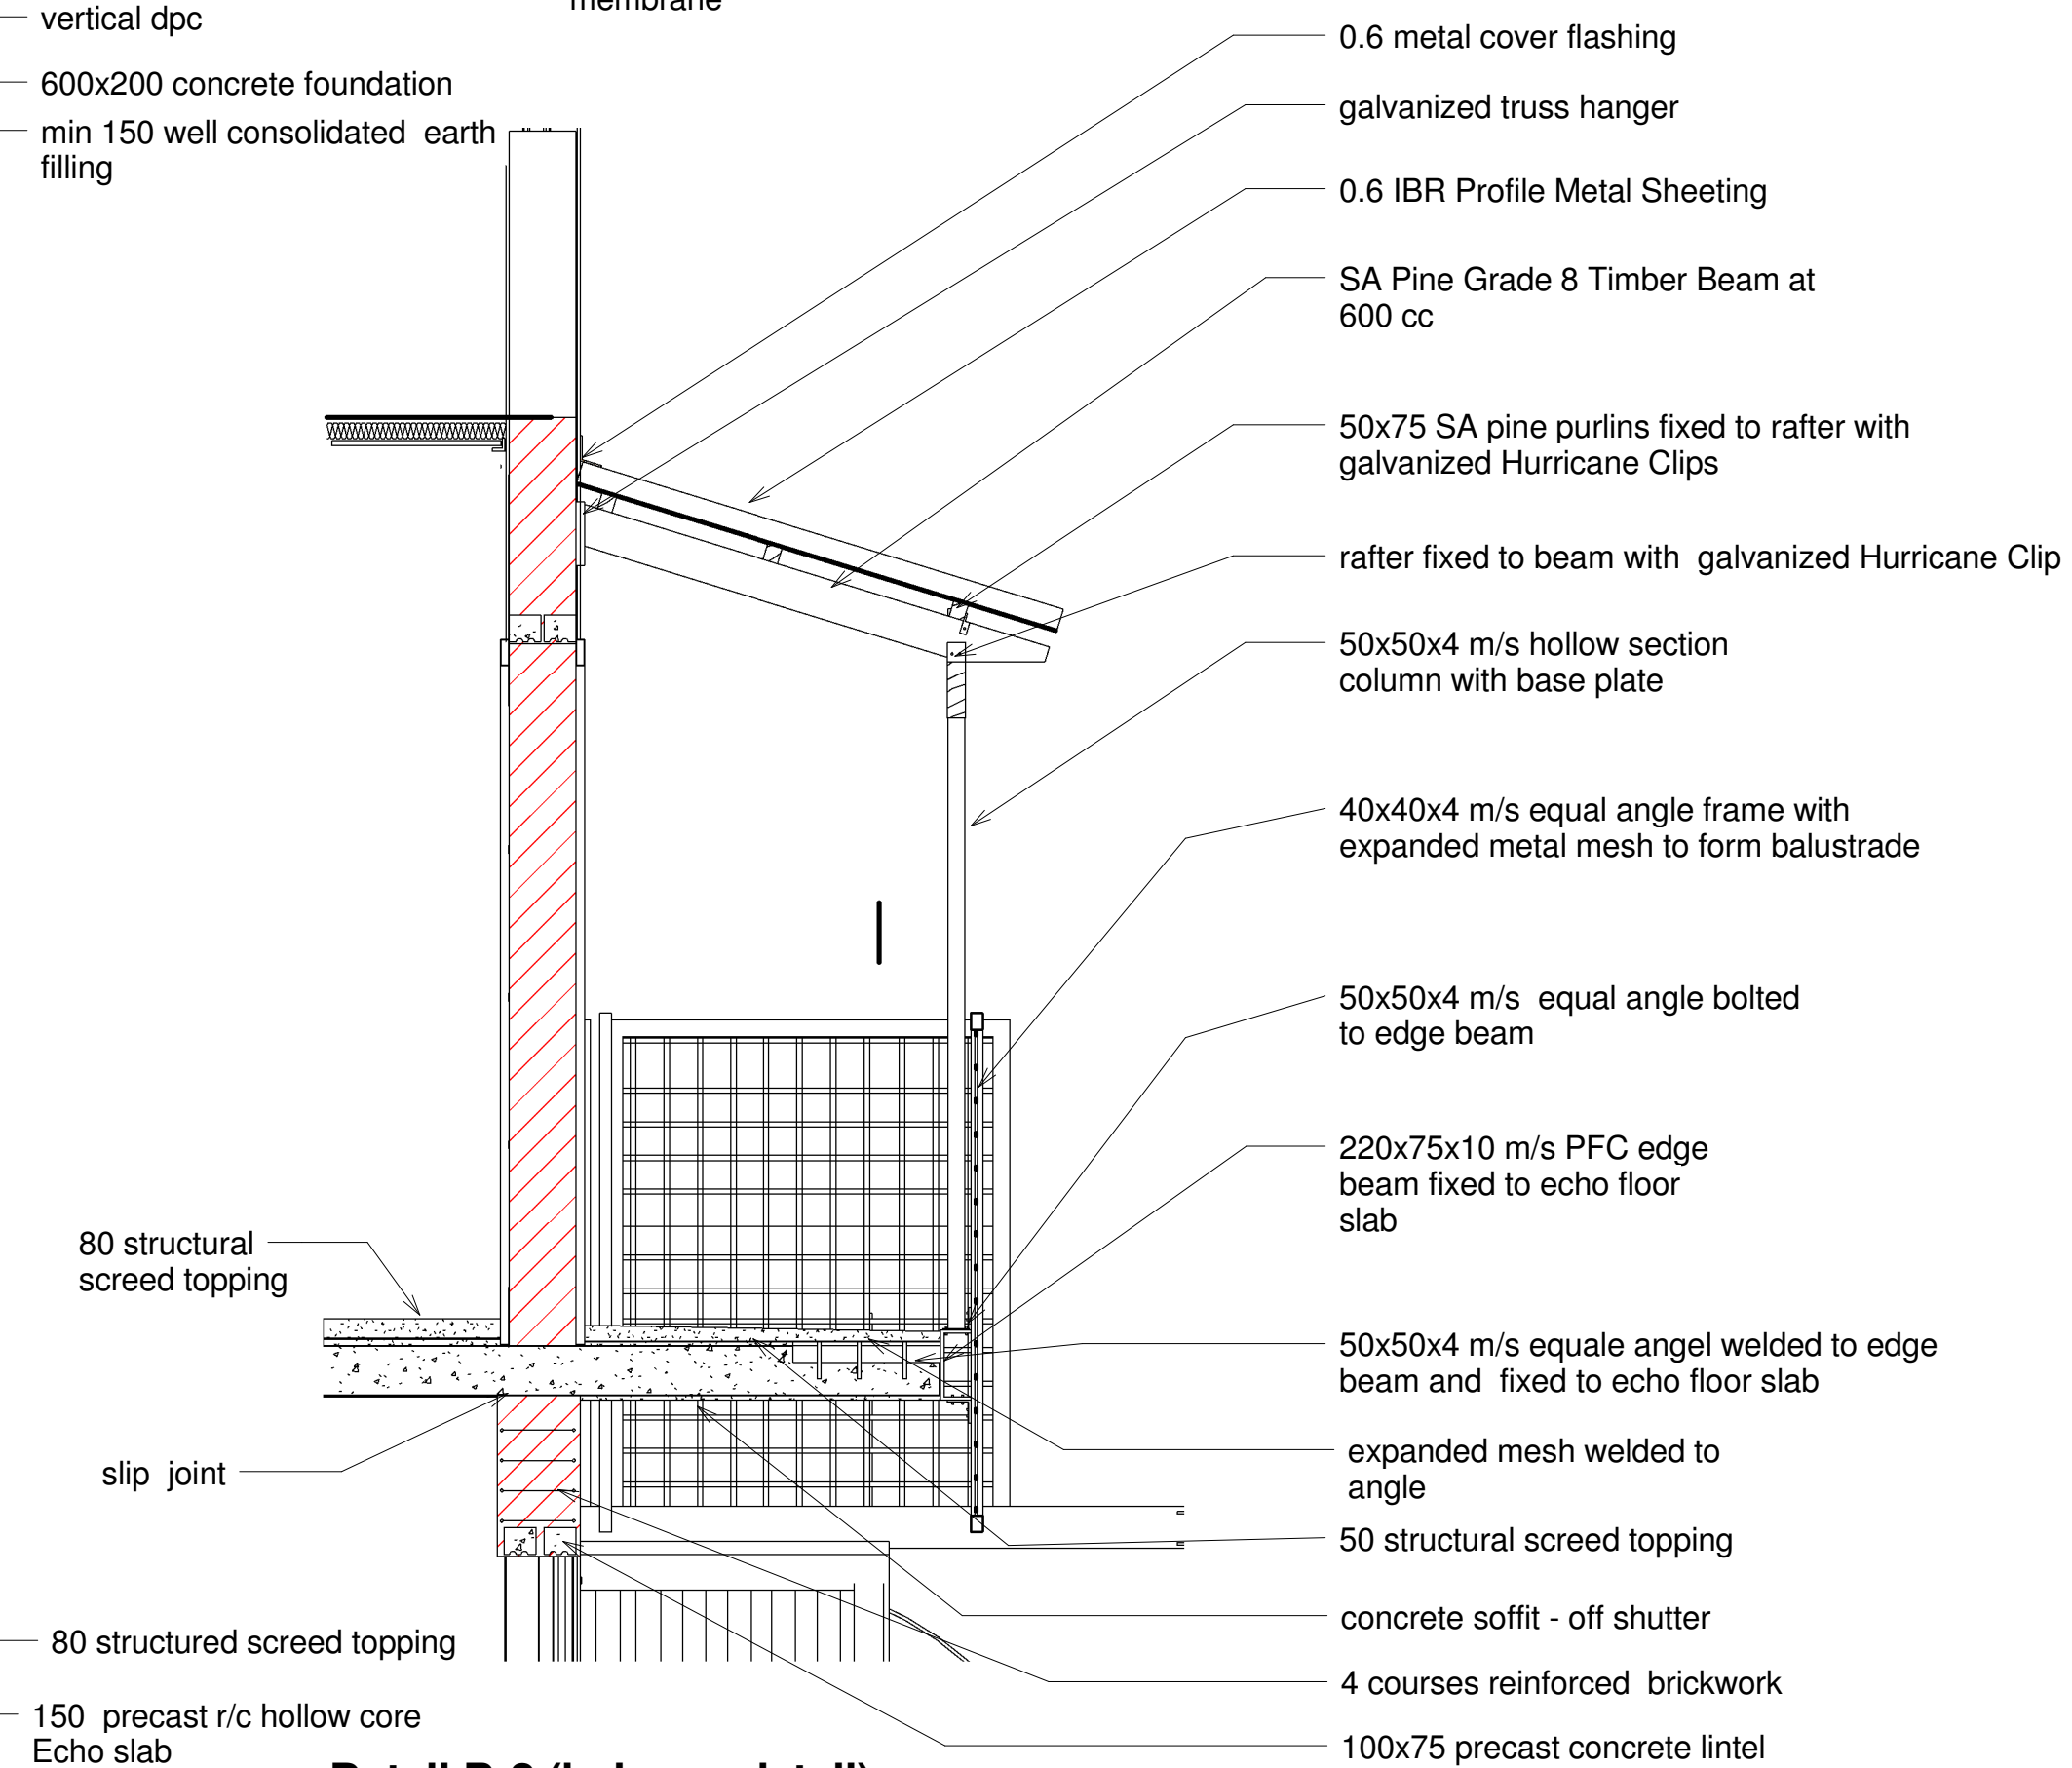 membrane
vertical dpc
600x200 concrete foundation
min 150 well consolidated earth
filling
0.6 metal cover flashing
galvanized truss hanger
0.6 IBR Profile Metal Sheeting
SA Pine Grade 8 Timber Beam at
600 cc
50x75 SA pine purlins fixed to rafter with
galvanized Hurricane Clips
rafter fixed to beam with galvanized Hurricane Clip
50x50x4 m/s hollow section
column with base plate
40x40x4 m/s equal angle frame with
expanded metal mesh to form balustrade
50x50x4 m/s equal angle bolted
to edge beam
220x75x10 m/s PFC edge
beam fixed to echo floor
slab
80 structural
screed topping
50x50x4 m/s equale angel welded to edge
beam and fixed to echo floor slab
expanded mesh welded to
angle
slip joint
50 structural screed topping
concrete soffit - off shutter
80 structured screed topping
4 courses reinforced brickwork
150 precast r/c hollow core
Echo slab
100x75 precast concrete lintel